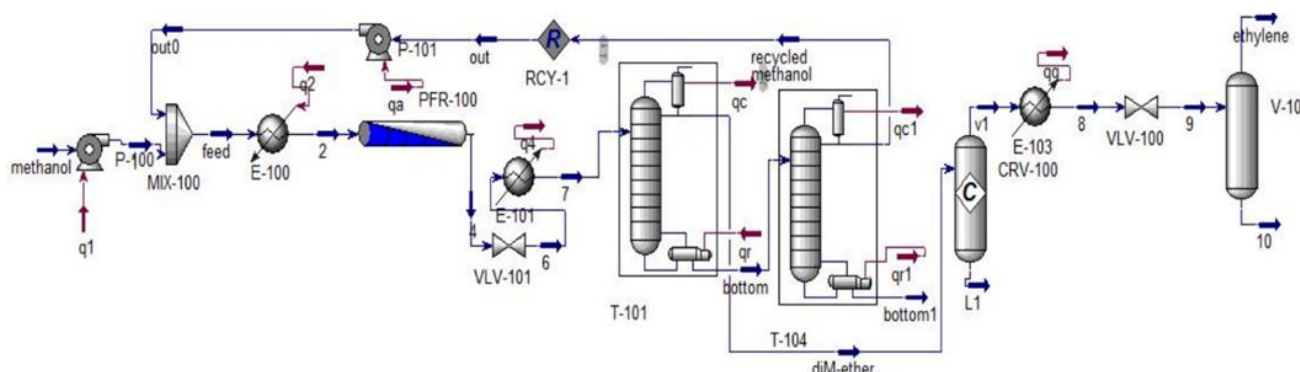 out0
P-101
out
R
RCY-1
recycled
methanol
qa
PFR-100
q2
methanol
P-100
MIX-100
feed
E-100
2
q1
4
q4
E-101
7
VLV-101
6
qc
qr
bottom
T-101
qc1
qr1
bottom1
T-104
diM-ether
v1
C
L1
qq
E-103
CRV-100
8
VLV-100
9
ethylene
V-10
10